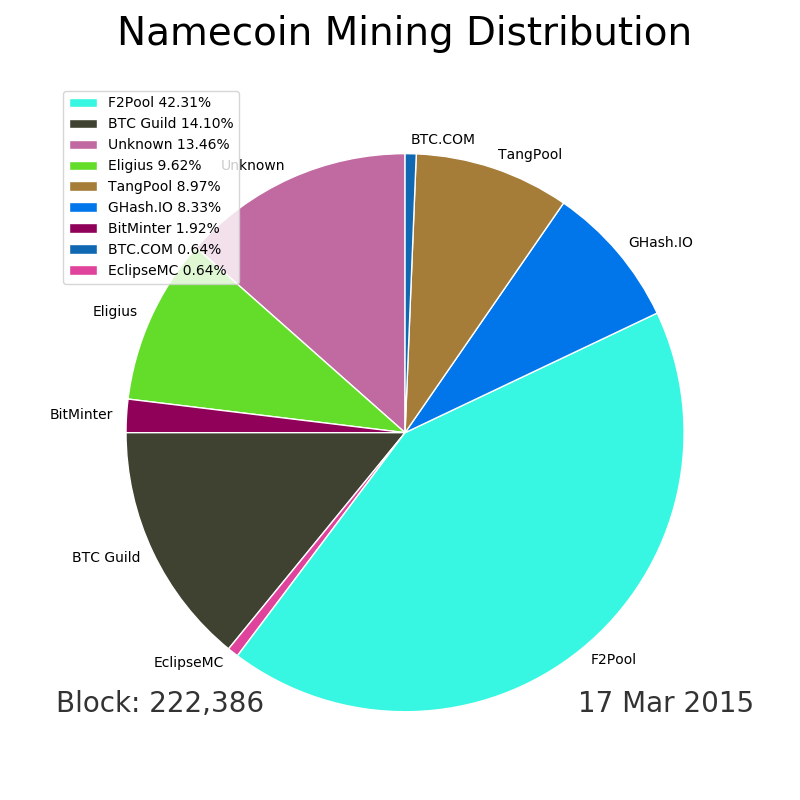 Namecoin Mining Distribution
F2Pool 42.31%
BTC Guild 14.10%
Unknown 13.46%
Eligius 9.62%
TangPool 8.97%
GHash.IO 8.33%
BitMinter 1.92%
BTC.COM 0.64%
EclipseMC 0.64%
BTC.COM
TangPool
Unknown
GHash.IO
Eligius
BitMinter
BTC Guild
F2Pool
EclipseMC
Block: 222,386
17 Mar 2015